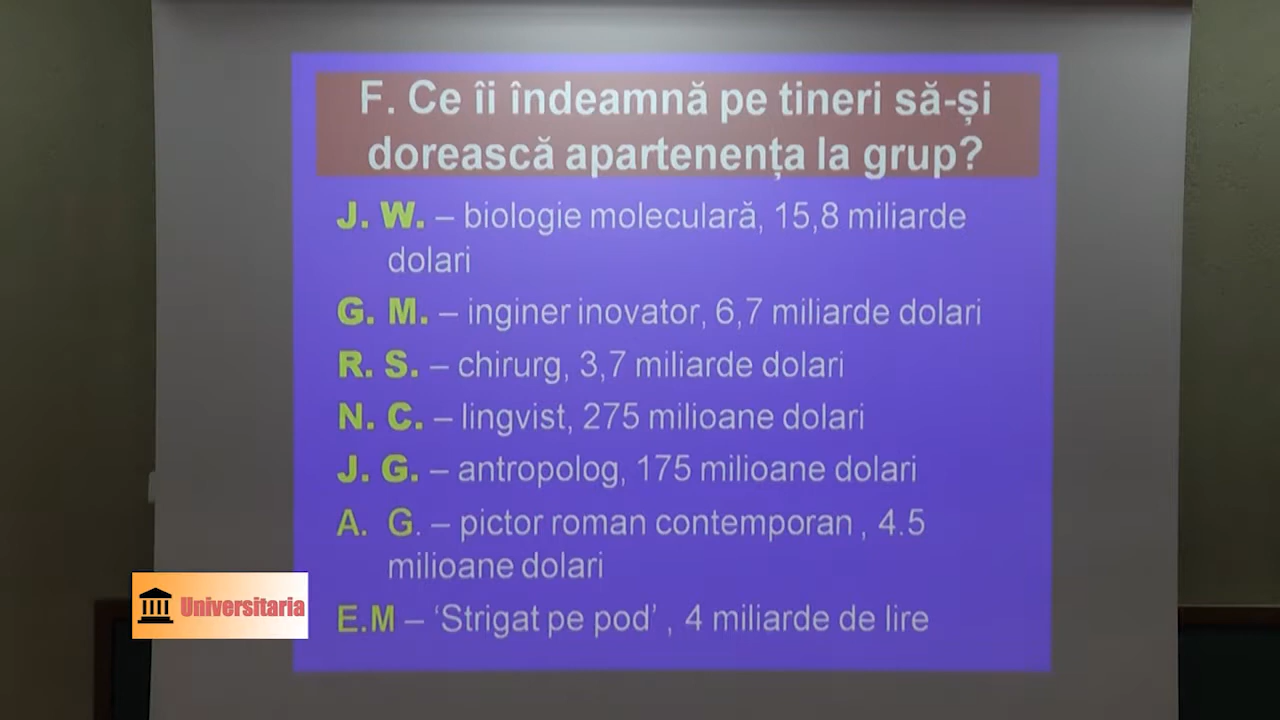 F. Ce îi îndeamnă pe tineri să-și
dorească apartenența la grup?
J. W. – biologie moleculară, 15,8 miliarde
dolari
G. M. – inginer inovator, 6,7 miliarde dolari
R. S. – chirurg, 3,7 miliarde dolari
N. C. – lingvist, 275 milioane dolari
J. G. – antropolog, 175 milioane dolari
A. G. – pictor roman contemporan , 4.5
milioane dolari
E.M – ‘Strigat pe pod’ , 4 miliarde de lire
Universitaria